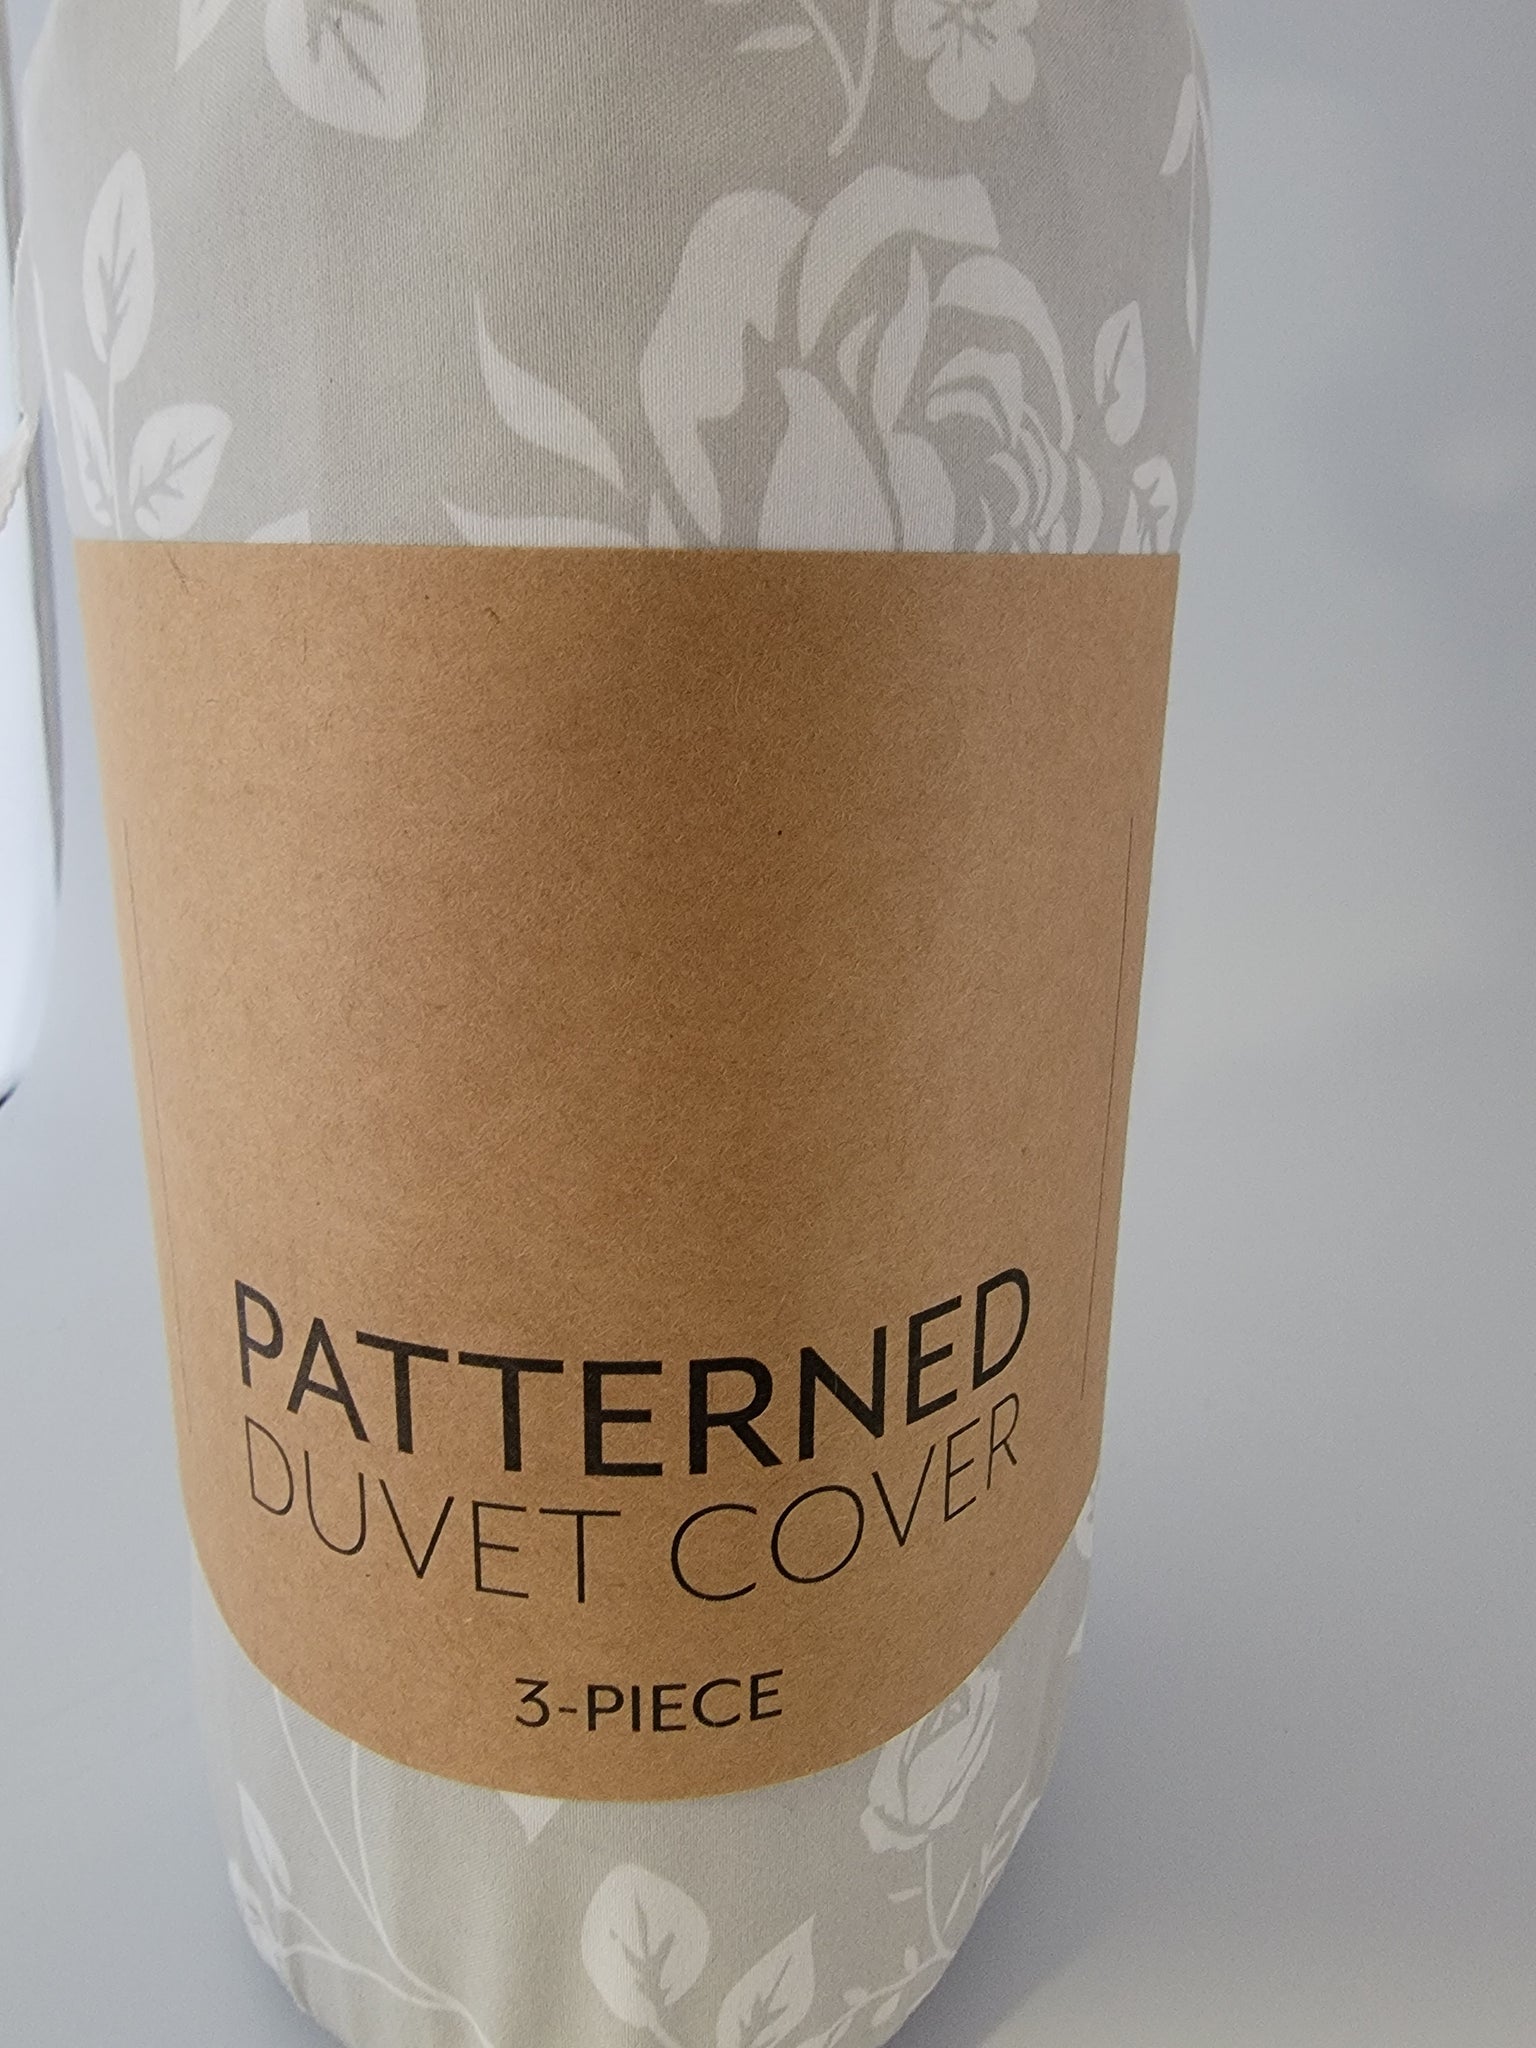 PATTERNED
DUVET COVER
3-PIECE